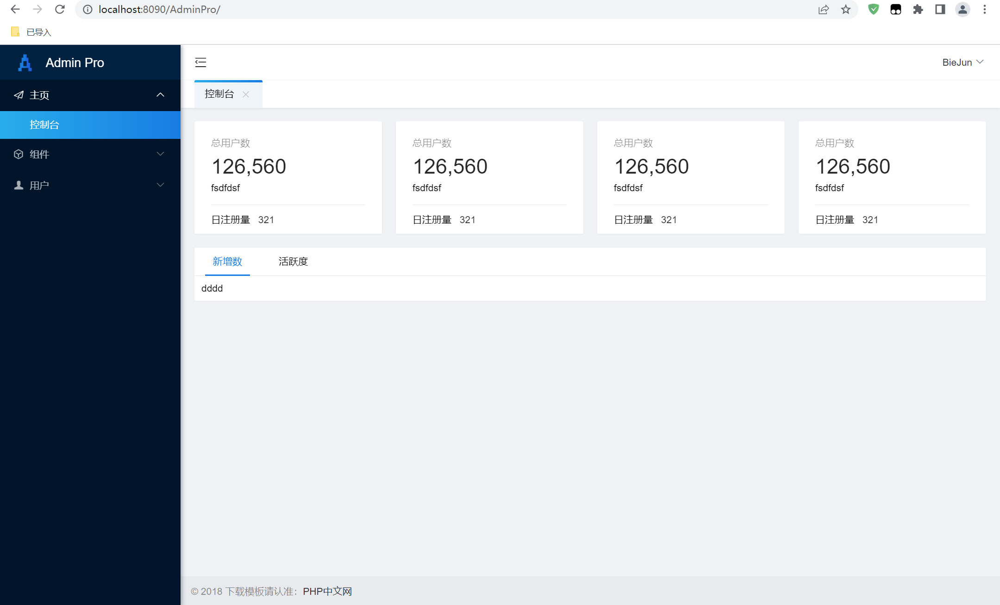 localhost:8090/AdminPro/
已导入
Admin Pro
BieJun
主页
控制台
控制台
组件
用户
总用户数 总用户数 总用户数 总用户数
126,560 126,560 126,560 126,560
fsdfdsf fsdfdsf fsdfdsf fsdfdsf
日注册量 321 日注册量 321 日注册量 321 日注册量 321
新增数 活跃度
dddd
© 2018 下载模板请认准：PHP中文网